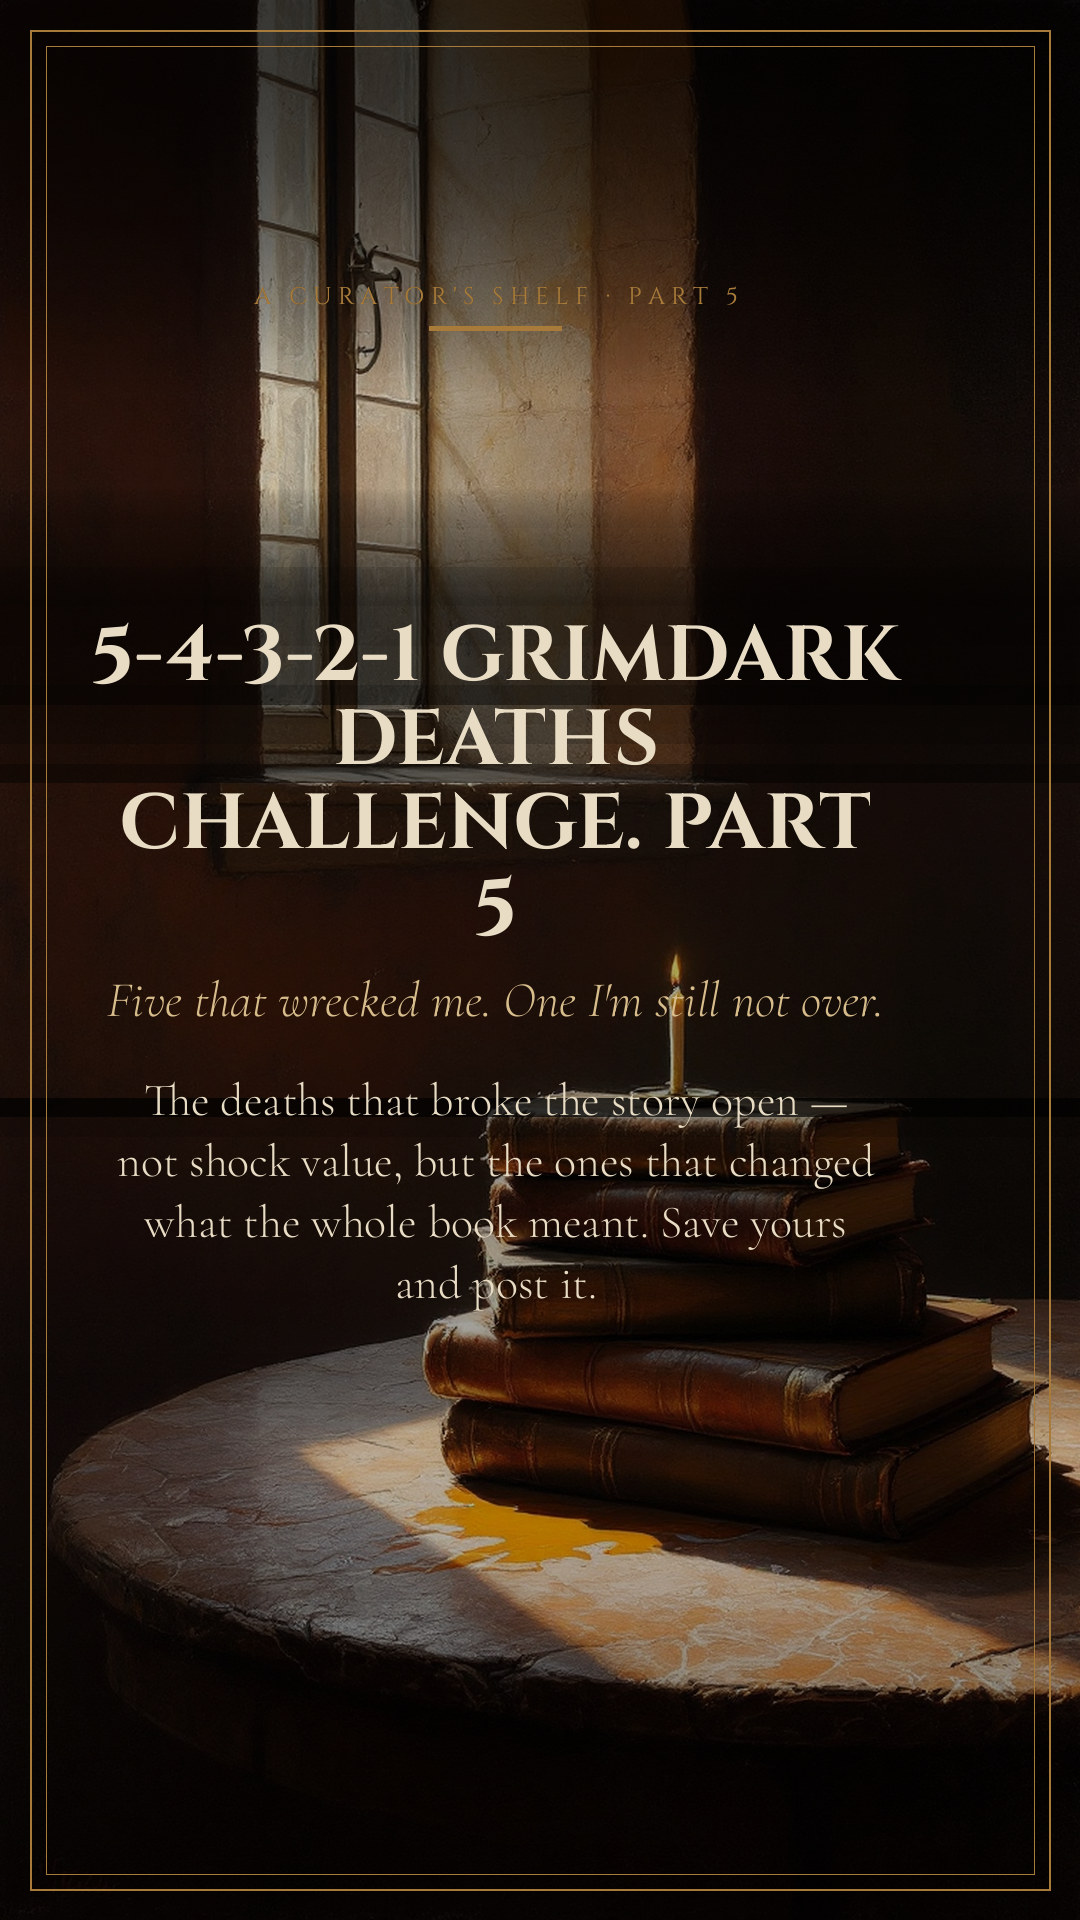 A CURATOR'S SHELF · PART 5
5-4-3-2-1 GRIMDARK
DEATHS
CHALLENGE. PART
5
Five that wrecked me. One I'm still not over.
The deaths that broke the story open —
not shock value, but the ones that changed
what the whole book meant. Save yours
and post it.